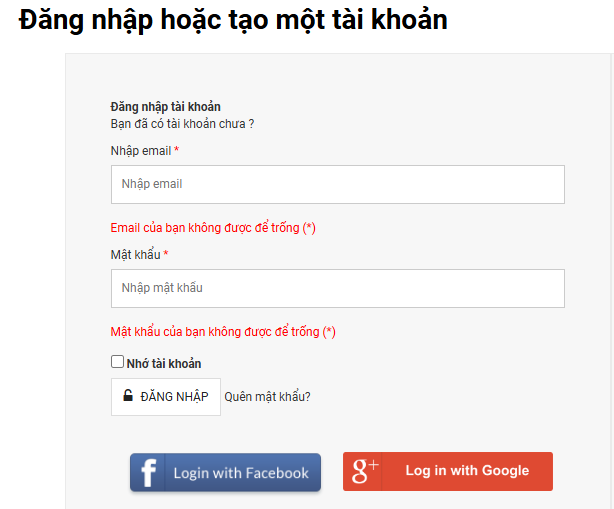 Đăng nhập hoặc tạo một tài khoản
Đăng nhập tài khoản
Bạn đã có tài khoản chưa ?
Nhập email *
Nhập email
Email của bạn không được để trống (*)
Mật khẩu *
Nhập mật khẩu
Mật khẩu của bạn không được để trống (*)
Nhớ tài khoản
ĐĂNG NHẬP Quên mật khẩu?
f Login with Facebook g+ Log in with Google